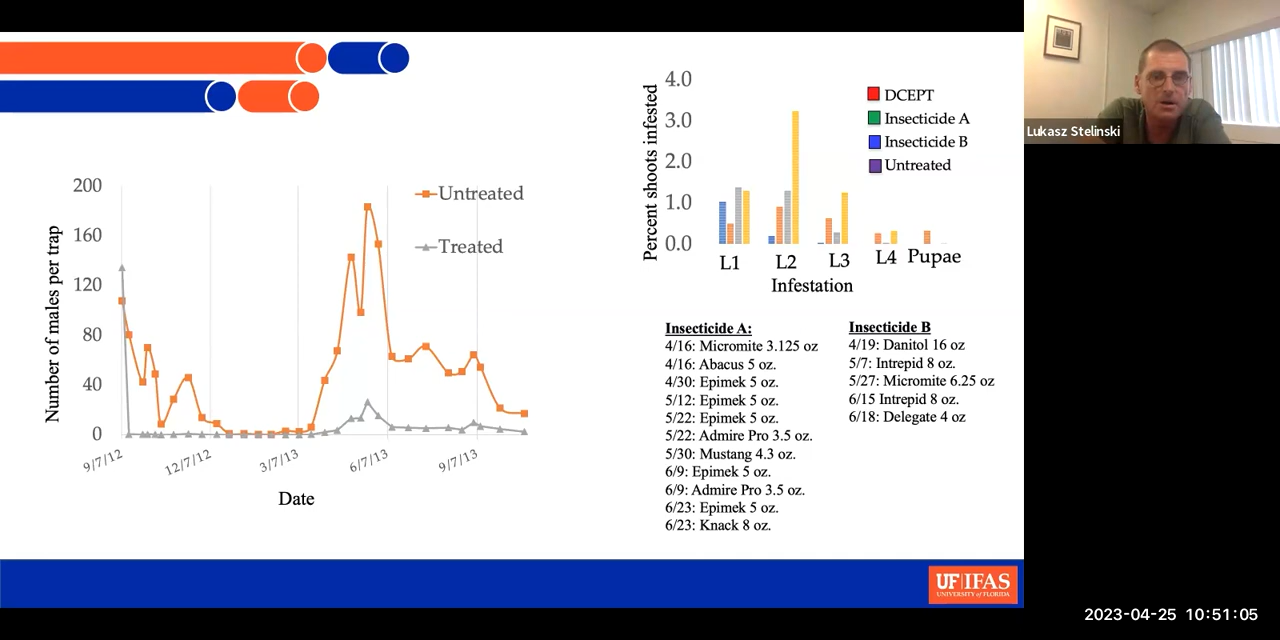 Number of males per trap
200
160
120
80
40
0
9/7/12
12/7/12
3/7/13
6/7/13
9/7/13
Date
Untreated
Treated
Percent shoots infested
4.0
3.0
2.0
1.0
0.0
L1
L2
L3
L4
Pupae
Infestation
DCEPT
Insecticide A
Insecticide B
Untreated
Insecticide A:
4/16: Micromite 3.125 oz
4/16: Abacus 5 oz.
4/30: Epimek 5 oz.
5/12: Epimek 5 oz.
5/22: Epimek 5 oz.
5/22: Admire Pro 3.5 oz.
5/30: Mustang 4.3 oz.
6/9: Epimek 5 oz.
6/9: Admire Pro 3.5 oz.
6/23: Epimek 5 oz.
6/23: Knack 8 oz.
Insecticide B
4/19: Danitol 16 oz
5/7: Intrepid 8 oz.
5/27: Micromite 6.25 oz
6/15 Intrepid 8 oz.
6/18: Delegate 4 oz
UF|IFAS
UNIVERSITY of FLORIDA
Lukasz Stelinski
2023-04-25 10:51:05